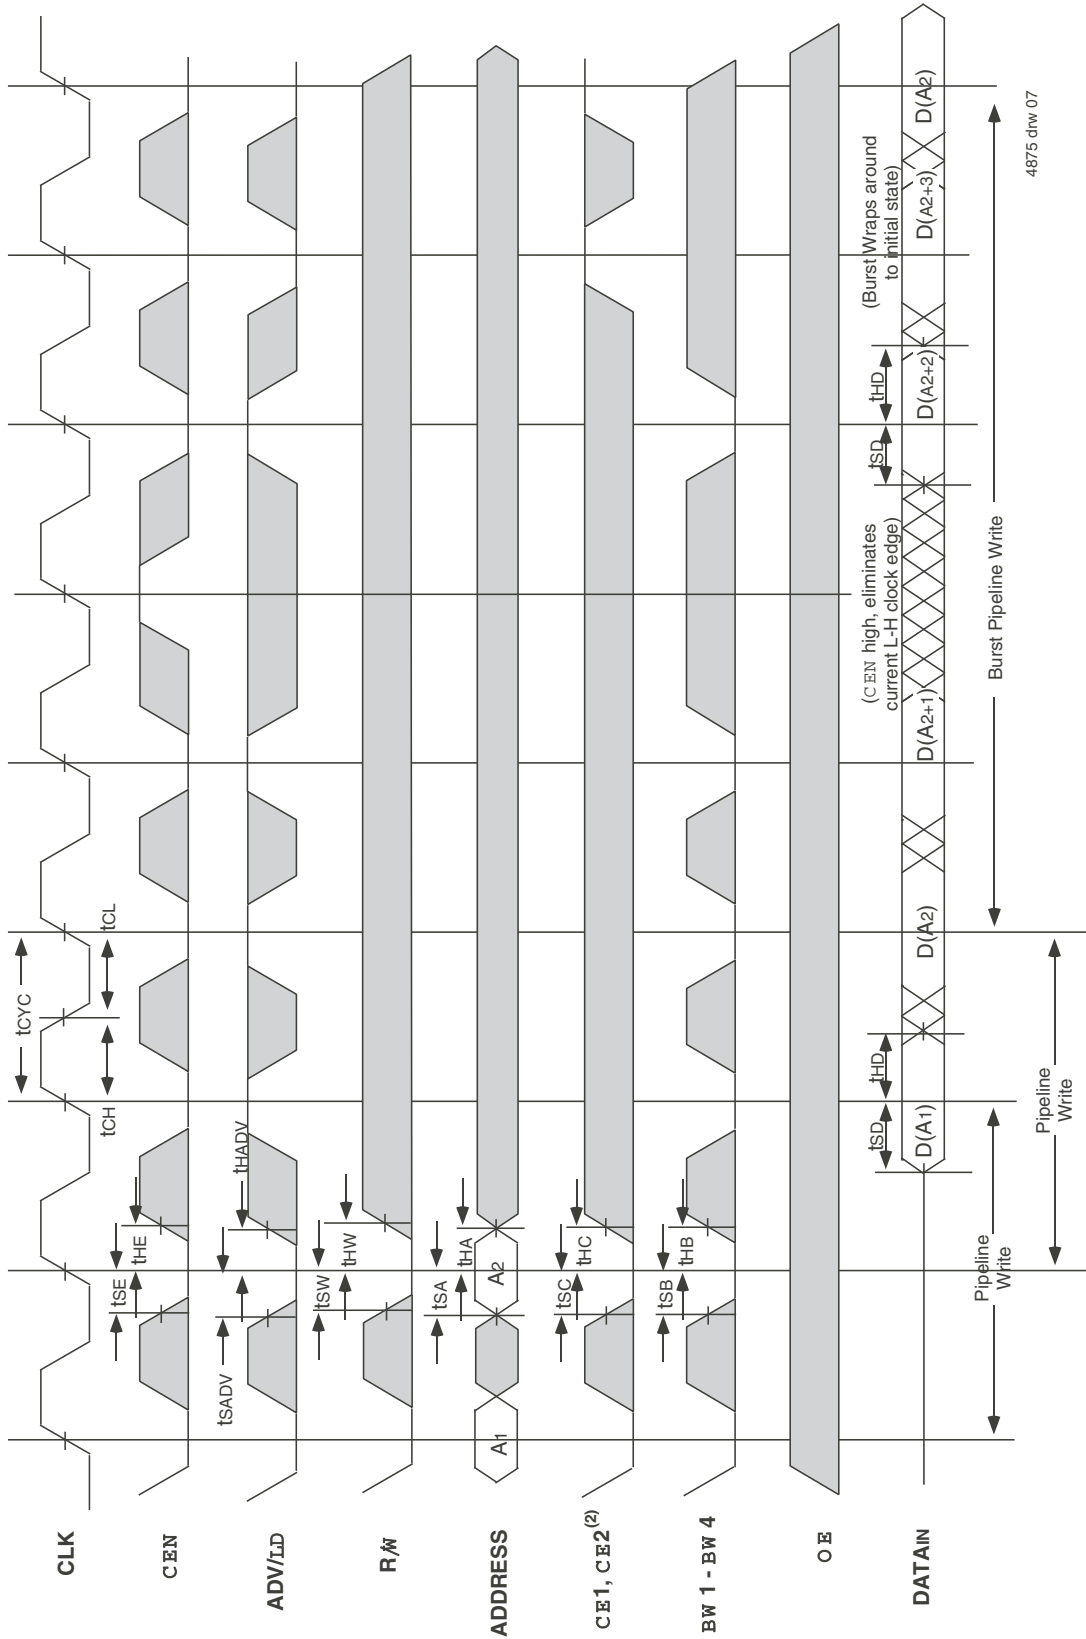 tCYC
tCH
tCL
CLK
tSE
tHE
CEN
tSADV
tHADV
ADV/LD
tSW
tHW
R/W
tSA
tHA
ADDRESS
A1
A2
tSC
tHC
CE1, CE2(2)
tSB
tHB
BW1 - BW4
OE
(CEN high, eliminates
current L-H clock edge)
(Burst Wraps around
to initial state)
tSD
tHD
tSD
tHD
DATAIN
D(A1)
D(A2)
D(A2+1)
D(A2+2)
D(A2+3)
D(A2)
Pipeline
Write
Burst Pipeline Write
Pipeline
Write
4875 drw 07